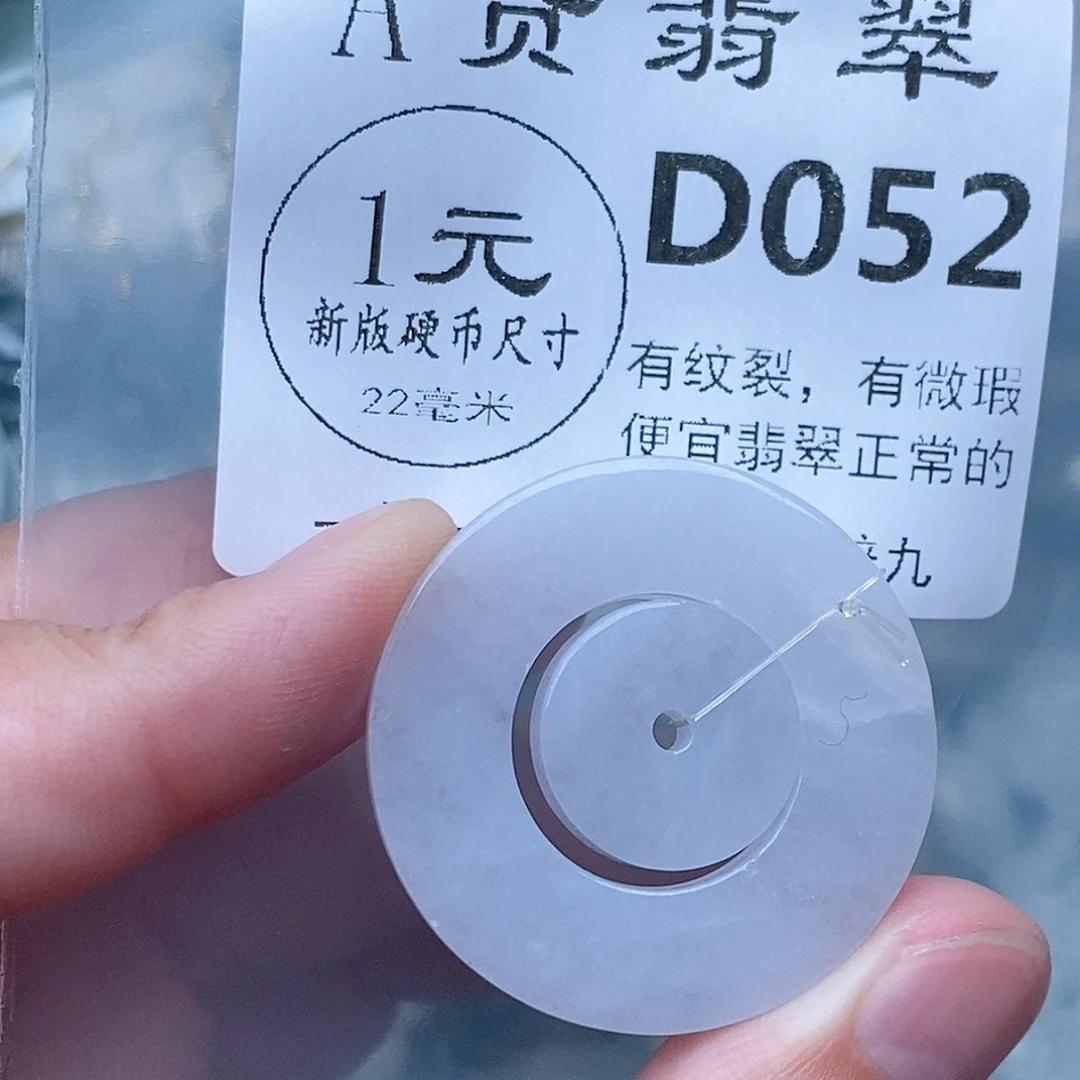 A货翡翠
D052
1元
新版硬币尺寸
22毫米
有纹裂，有微瑕
便宜翡翠正常的
九